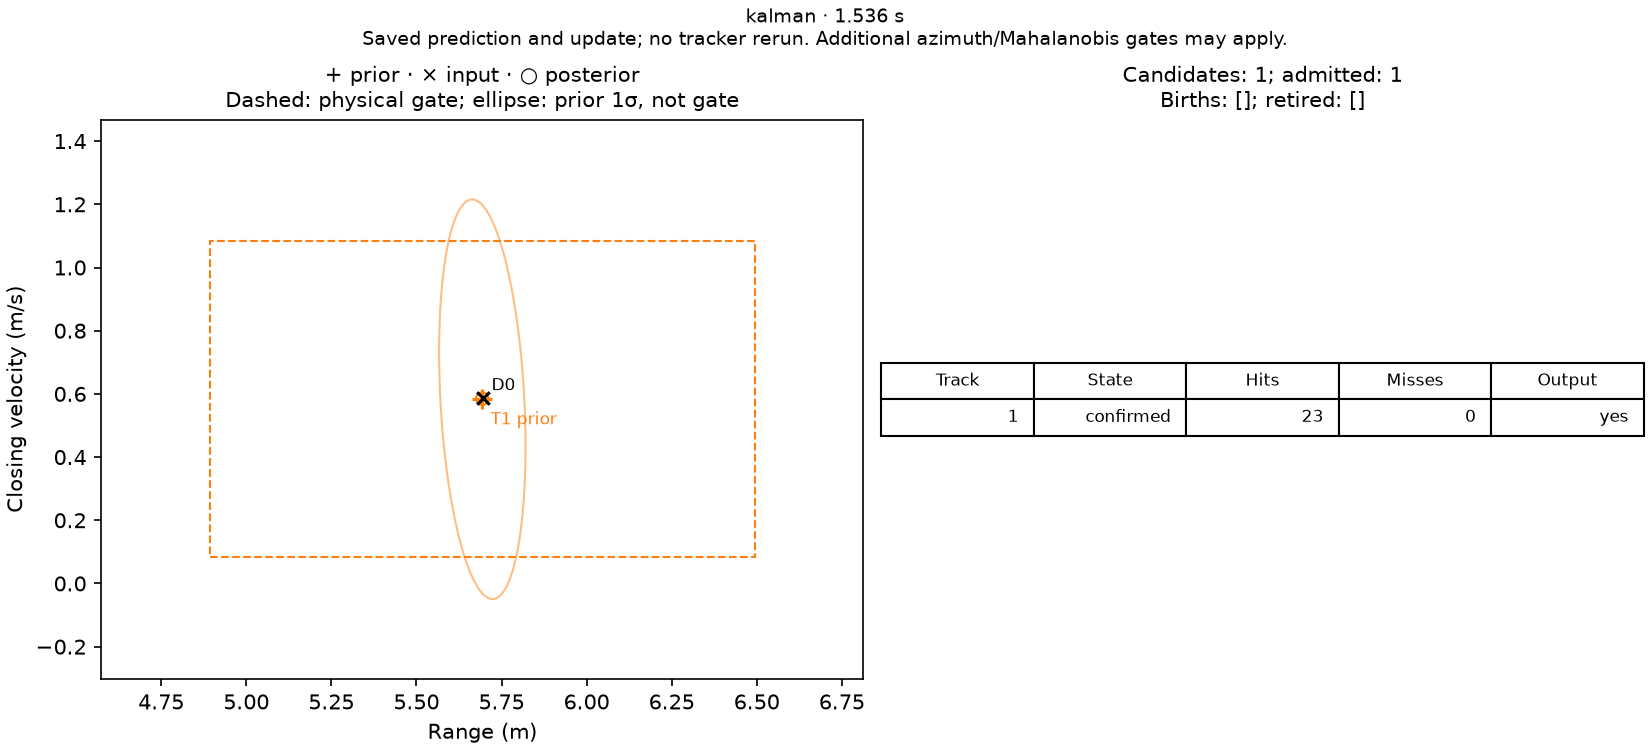 kalman · 1.536 s
Saved prediction and update; no tracker rerun. Additional azimuth/Mahalanobis gates may apply.
+ prior · × input · ○ posterior
Dashed: physical gate; ellipse: prior 1σ, not gate
Candidates: 1; admitted: 1
Births: []; retired: []
1.4
1.2
1.0
0.8
0.6
0.4
0.2
0.0
−0.2
Closing velocity (m/s)
D0
T1 prior
4.75 5.00 5.25 5.50 5.75 6.00 6.25 6.50 6.75
Range (m)
Track State Hits Misses Output
1 confirmed 23 0 yes